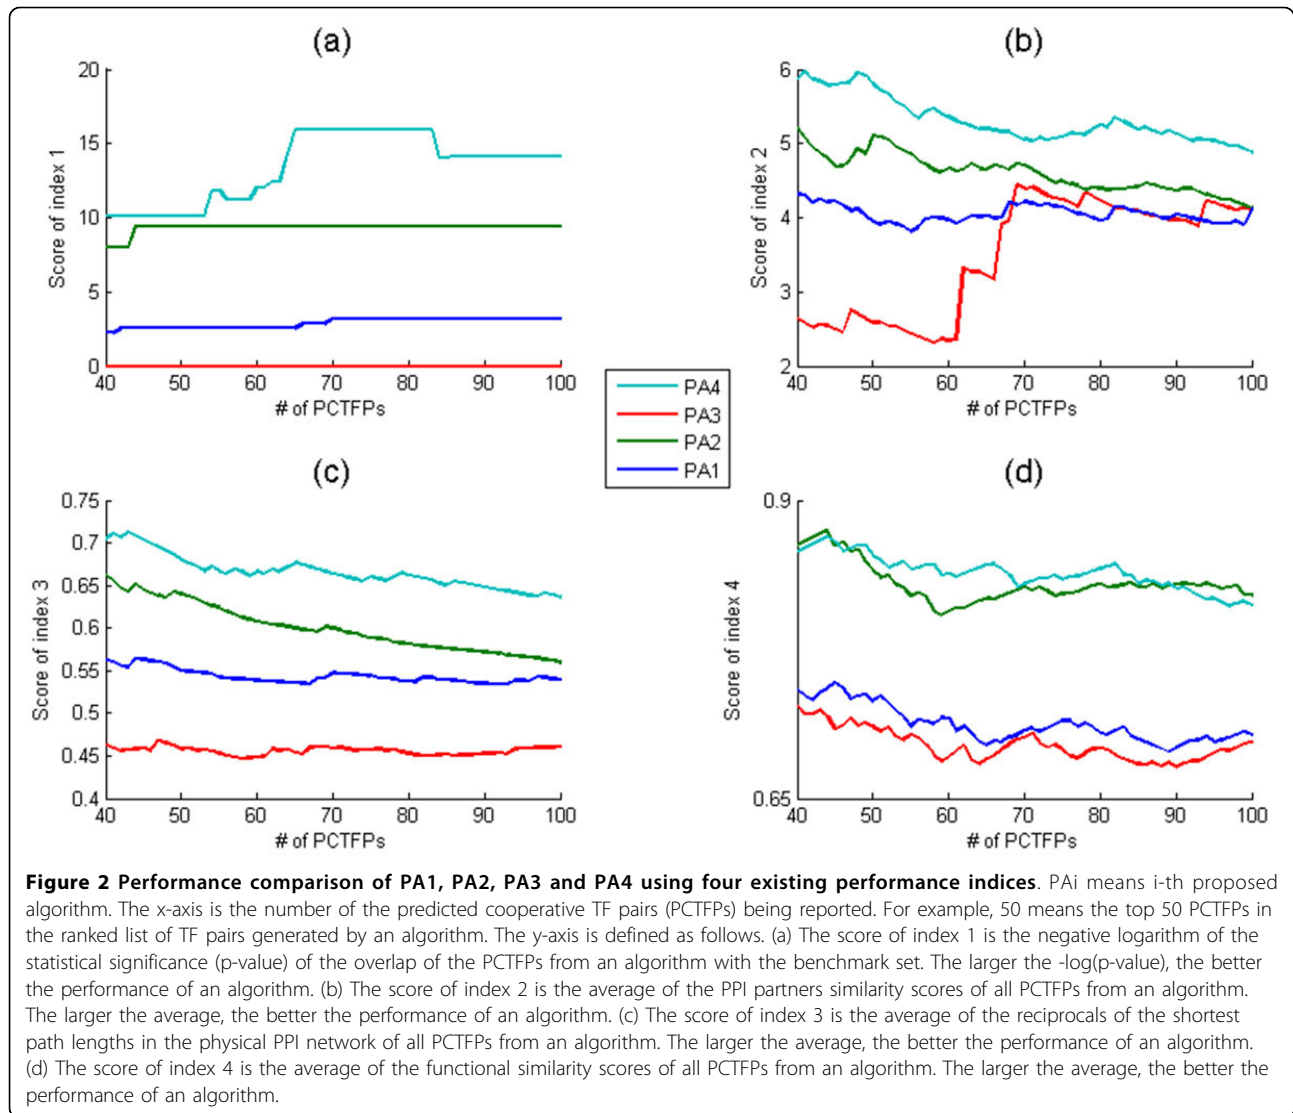 (a)
20
15
10
5
0
40 50 60 70 80 90 100
# of PCTFPs
Score of index 1
(b)
6
5
4
3
2
40 50 60 70 80 90 100
# of PCTFPs
Score of index 2
PA4
PA3
PA2
PA1
(c)
0.75
0.7
0.65
0.6
0.55
0.5
0.45
0.4
40 50 60 70 80 90 100
# of PCTFPs
Score of index 3
(d)
0.9
0.65
40 50 60 70 80 90 100
# of PCTFPs
Score of index 4
Figure 2 Performance comparison of PA1, PA2, PA3 and PA4 using four existing performance indices. PAi means i-th proposed
algorithm. The x-axis is the number of the predicted cooperative TF pairs (PCTFPs) being reported. For example, 50 means the top 50 PCTFPs in
the ranked list of TF pairs generated by an algorithm. The y-axis is defined as follows. (a) The score of index 1 is the negative logarithm of the
statistical significance (p-value) of the overlap of the PCTFPs from an algorithm with the benchmark set. The larger the -log(p-value), the better
the performance of an algorithm. (b) The score of index 2 is the average of the PPI partners similarity scores of all PCTFPs from an algorithm.
The larger the average, the better the performance of an algorithm. (c) The score of index 3 is the average of the reciprocals of the shortest
path lengths in the physical PPI network of all PCTFPs from an algorithm. The larger the average, the better the performance of an algorithm.
(d) The score of index 4 is the average of the functional similarity scores of all PCTFPs from an algorithm. The larger the average, the better the
performance of an algorithm.